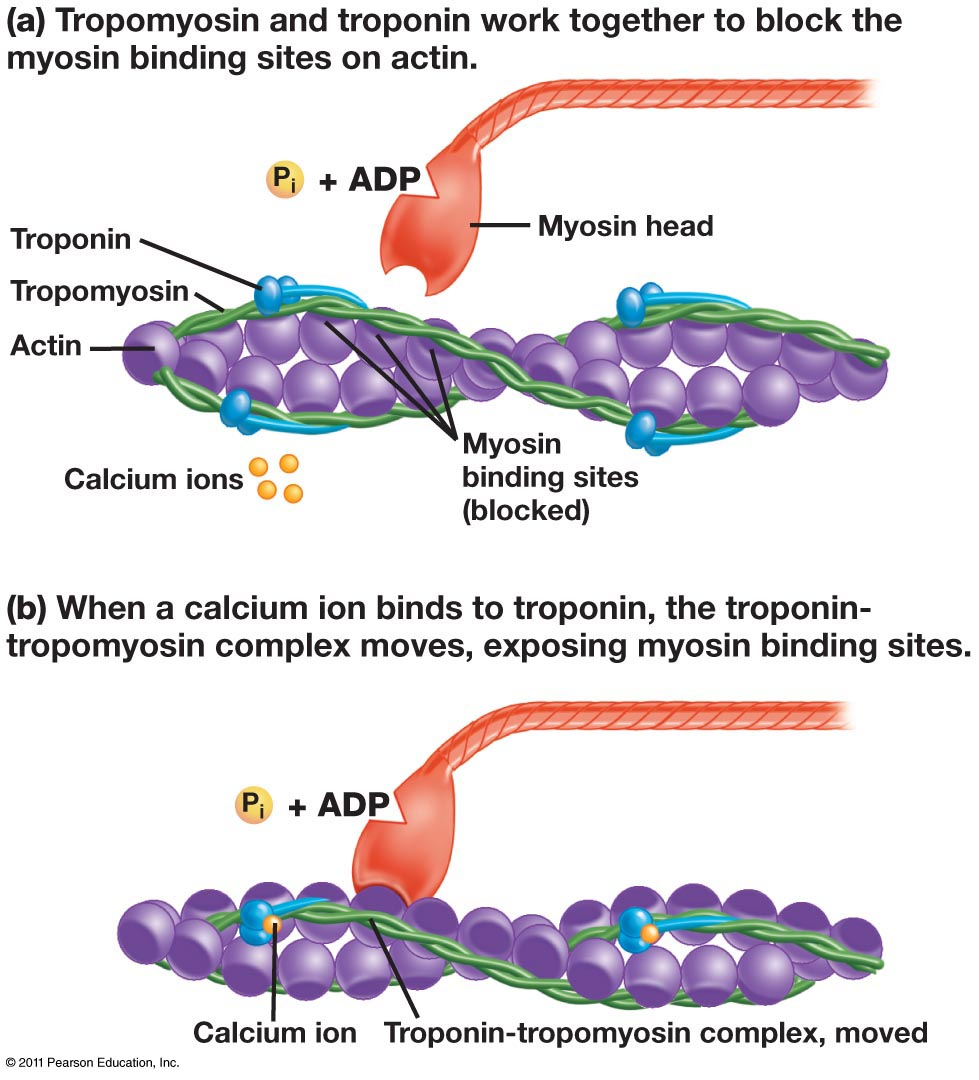 (a) Tropomyosin and troponin work together to block the
myosin binding sites on actin.
Pi + ADP
Myosin head
Troponin
Tropomyosin
Actin
Myosin
binding sites
(blocked)
Calcium ions
(b) When a calcium ion binds to troponin, the troponin-
tropomyosin complex moves, exposing myosin binding sites.
Pi + ADP
Calcium ion
Troponin-tropomyosin complex, moved
© 2011 Pearson Education, Inc.